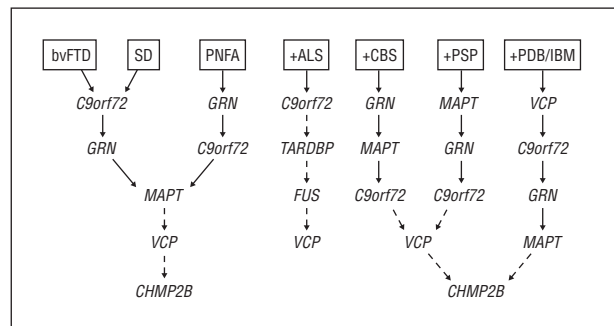 bvFTD SD PNFA +ALS +CBS +PSP +PDB/IBM
C9orf72 GRN C9orf72 GRN MAPT VCP
GRN C9orf72 TARDBP MAPT GRN C9orf72
MAPT FUS C9orf72 C9orf72 GRN
VCP VCP VCP MAPT
CHMP2B CHMP2B